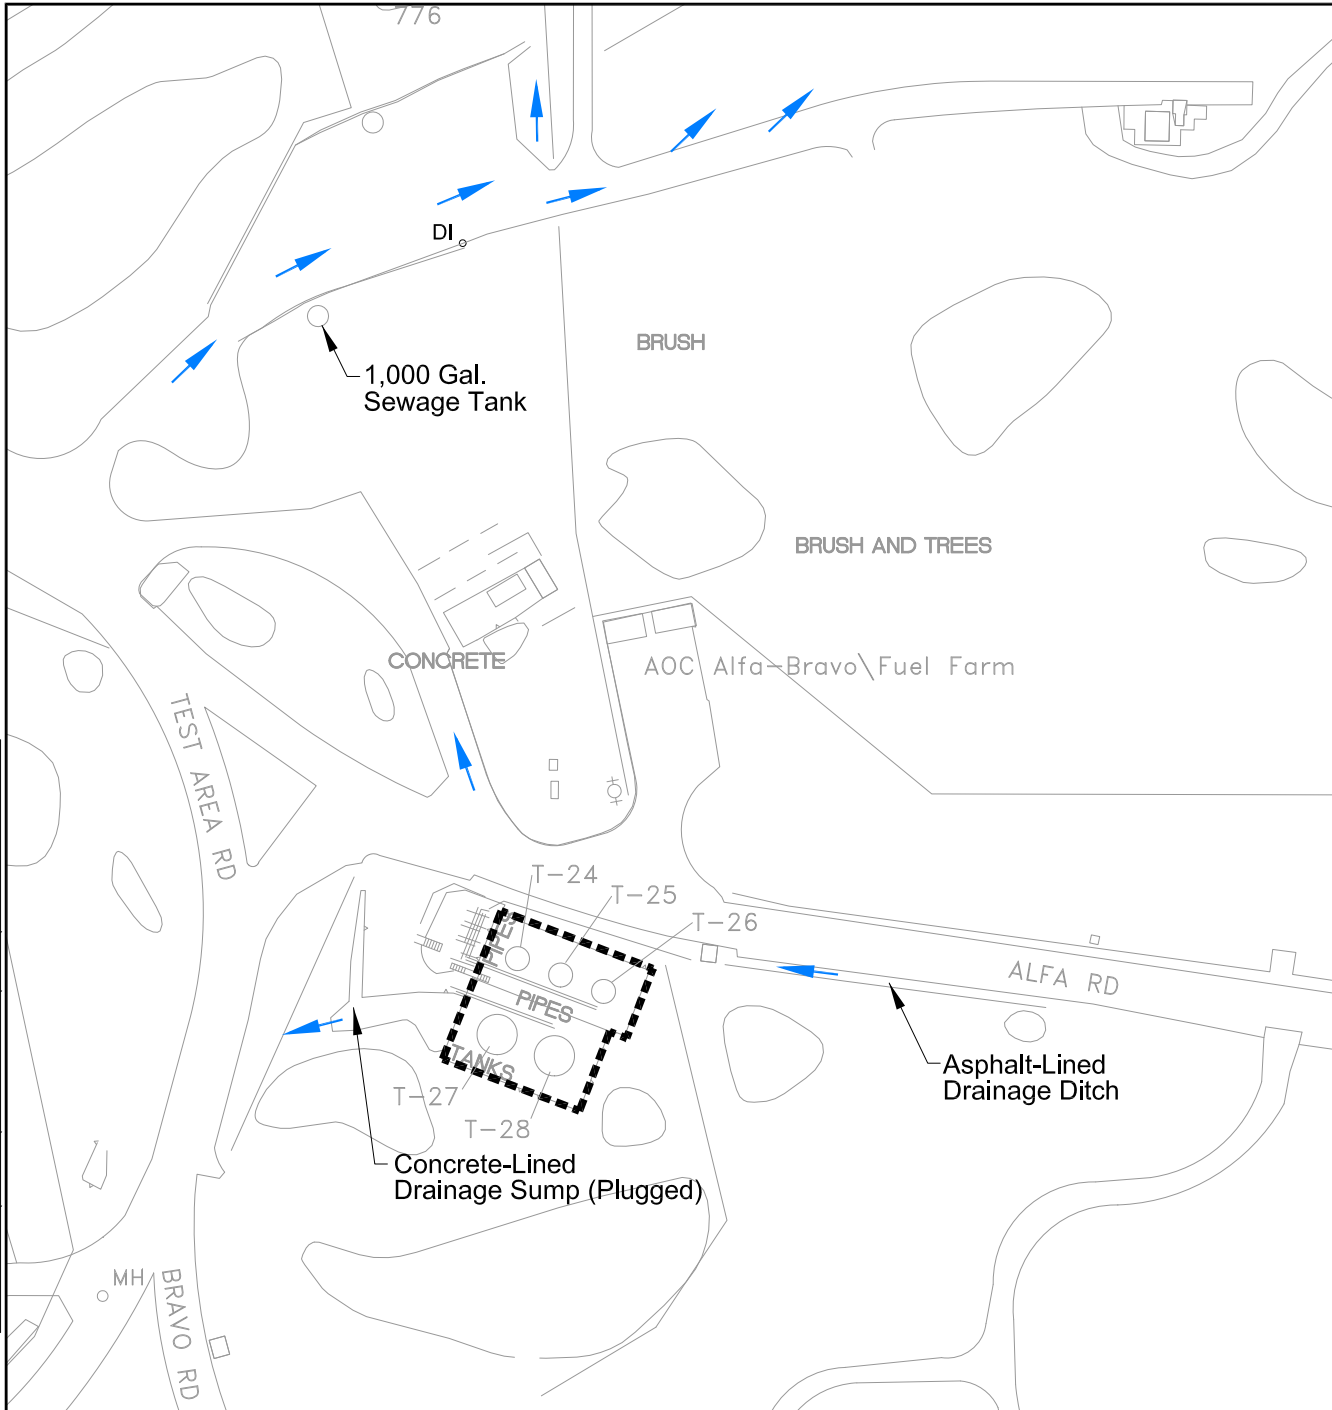 776
DI
BRUSH
1,000 Gal.
Sewage Tank
BRUSH AND TREES
CONCRETE
AOC Alfa-Bravo\Fuel Farm
TEST AREA RD
T-24
T-25
T-26
PIPES
ALFA RD
PIPES
TANKS
Asphalt-Lined
Drainage Ditch
T-27
T-28
Concrete-Lined
Drainage Sump (Plugged)
MH
BRAVO RD